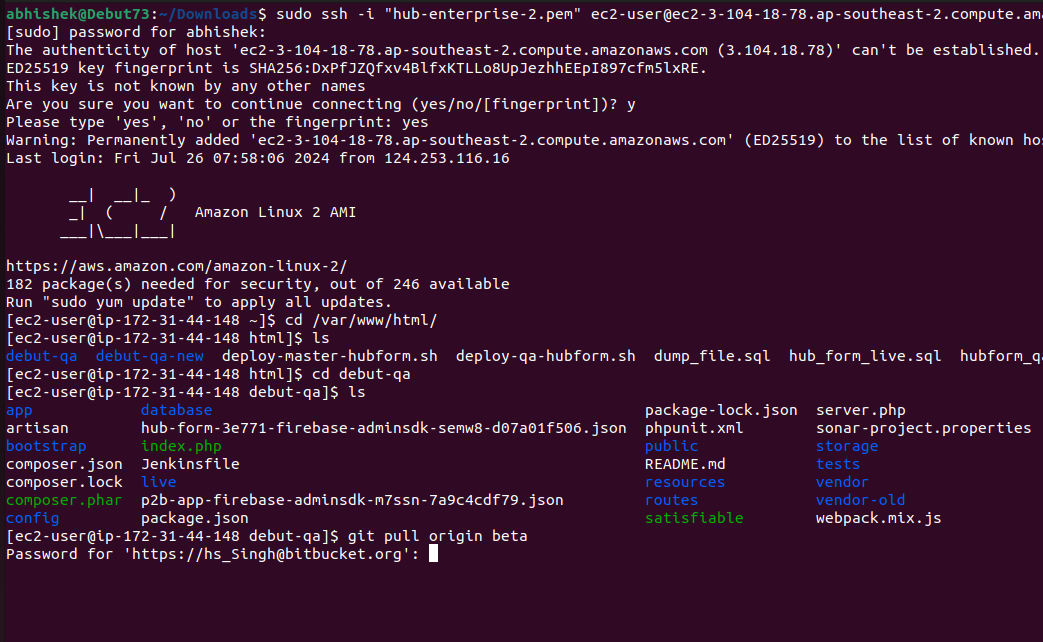 abhishek@Debut73:~/Downloads$ sudo ssh -i "hub-enterprise-2.pem" ec2-user@ec2-3-104-18-78.ap-southeast-2.compute.ama
[sudo] password for abhishek:
The authenticity of host 'ec2-3-104-18-78.ap-southeast-2.compute.amazonaws.com (3.104.18.78)' can't be established.
ED25519 key fingerprint is SHA256:DxPfJZQfxv4BlfxKTLLo8UpJezhhEEpI897cfm5lxRE.
This key is not known by any other names
Are you sure you want to continue connecting (yes/no/[fingerprint])? y
Please type 'yes', 'no' or the fingerprint: yes
Warning: Permanently added 'ec2-3-104-18-78.ap-southeast-2.compute.amazonaws.com' (ED25519) to the list of known hos
Last login: Fri Jul 26 07:58:06 2024 from 124.253.116.16
       __|  __|_  )
       _|  (     /   Amazon Linux 2 AMI
      ___|\___|___|
https://aws.amazon.com/amazon-linux-2/
182 package(s) needed for security, out of 246 available
Run "sudo yum update" to apply all updates.
[ec2-user@ip-172-31-44-148 ~]$ cd /var/www/html/
[ec2-user@ip-172-31-44-148 html]$ ls
debut-qa  debut-qa-new  deploy-master-hubform.sh  deploy-qa-hubform.sh  dump_file.sql  hub_form_live.sql  hubform_qa
[ec2-user@ip-172-31-44-148 html]$ cd debut-qa
[ec2-user@ip-172-31-44-148 debut-qa]$ ls
app            database                                                package-lock.json  server.php
artisan        hub-form-3e771-firebase-adminsdk-semw8-d07a01f506.json  phpunit.xml        sonar-project.properties
bootstrap      index.php                                               public             storage
composer.json  Jenkinsfile                                             README.md          tests
composer.lock  live                                                    resources          vendor
composer.phar  p2b-app-firebase-adminsdk-m7ssn-7a9c4cdf79.json         routes             vendor-old
config         package.json                                            satisfiable        webpack.mix.js
[ec2-user@ip-172-31-44-148 debut-qa]$ git pull origin beta
Password for 'https://hs_Singh@bitbucket.org':